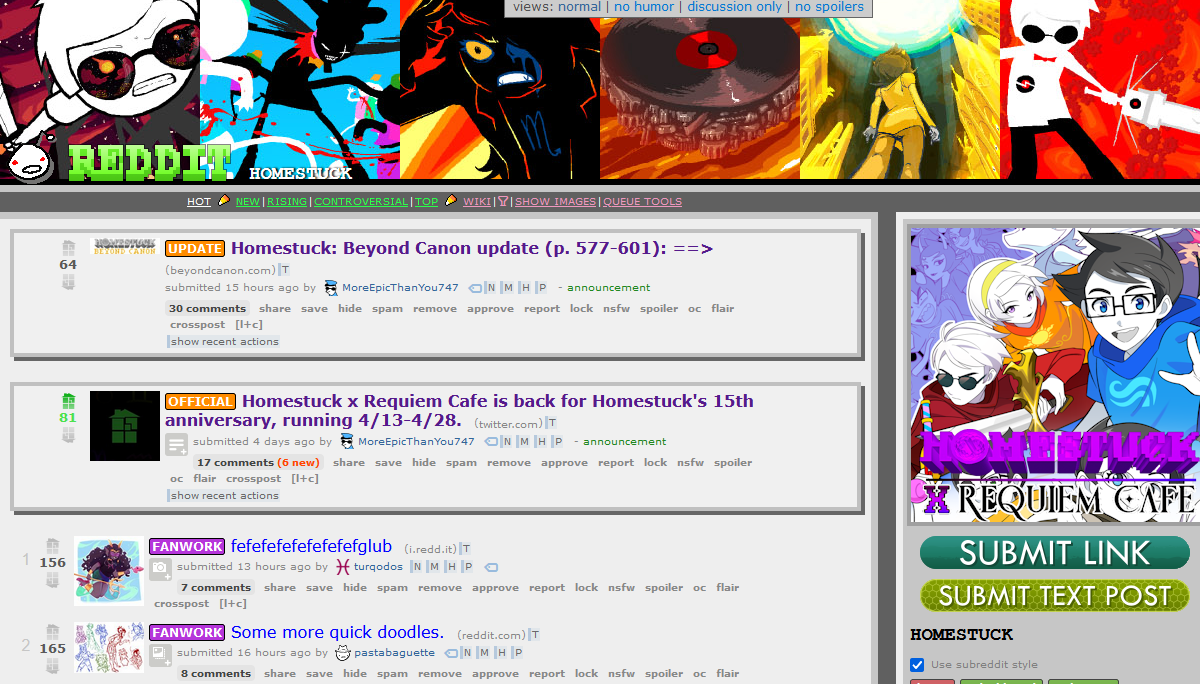 views: normal | no humor | discussion only | no spoilers
REDDIT HOMESTUCK
HOT NEW | RISING | CONTROVERSIAL | TOP WIKI | SHOW IMAGES | QUEUE TOOLS
HOMESTUCK
BEYOND CANON
UPDATE Homestuck: Beyond Canon update (p. 577-601): ==>
(beyondcanon.com) T
64
submitted 15 hours ago by MoreEpicThanYou747 N M H P - announcement
30 comments share save hide spam remove approve report lock nsfw spoiler oc flair
crosspost [l+c]
show recent actions
OFFICIAL Homestuck x Requiem Cafe is back for Homestuck's 15th
anniversary, running 4/13-4/28. (twitter.com) T
81
submitted 4 days ago by MoreEpicThanYou747 N M H P - announcement
17 comments (6 new) share save hide spam remove approve report lock nsfw spoiler
oc flair crosspost [l+c]
show recent actions
1 156 FANWORK fefefefefefefefglub (i.redd.it) T
submitted 13 hours ago by turqodos N M H P
7 comments share save hide spam remove approve report lock nsfw spoiler oc flair
crosspost [l+c]
2 165 FANWORK Some more quick doodles. (reddit.com) T
submitted 16 hours ago by pastabaguette N M H P
8 comments share save hide spam remove approve report lock nsfw spoiler oc flair
HOMESTUCK
X REQUIEM CAFE
SUBMIT LINK
SUBMIT TEXT POST
HOMESTUCK
Use subreddit style